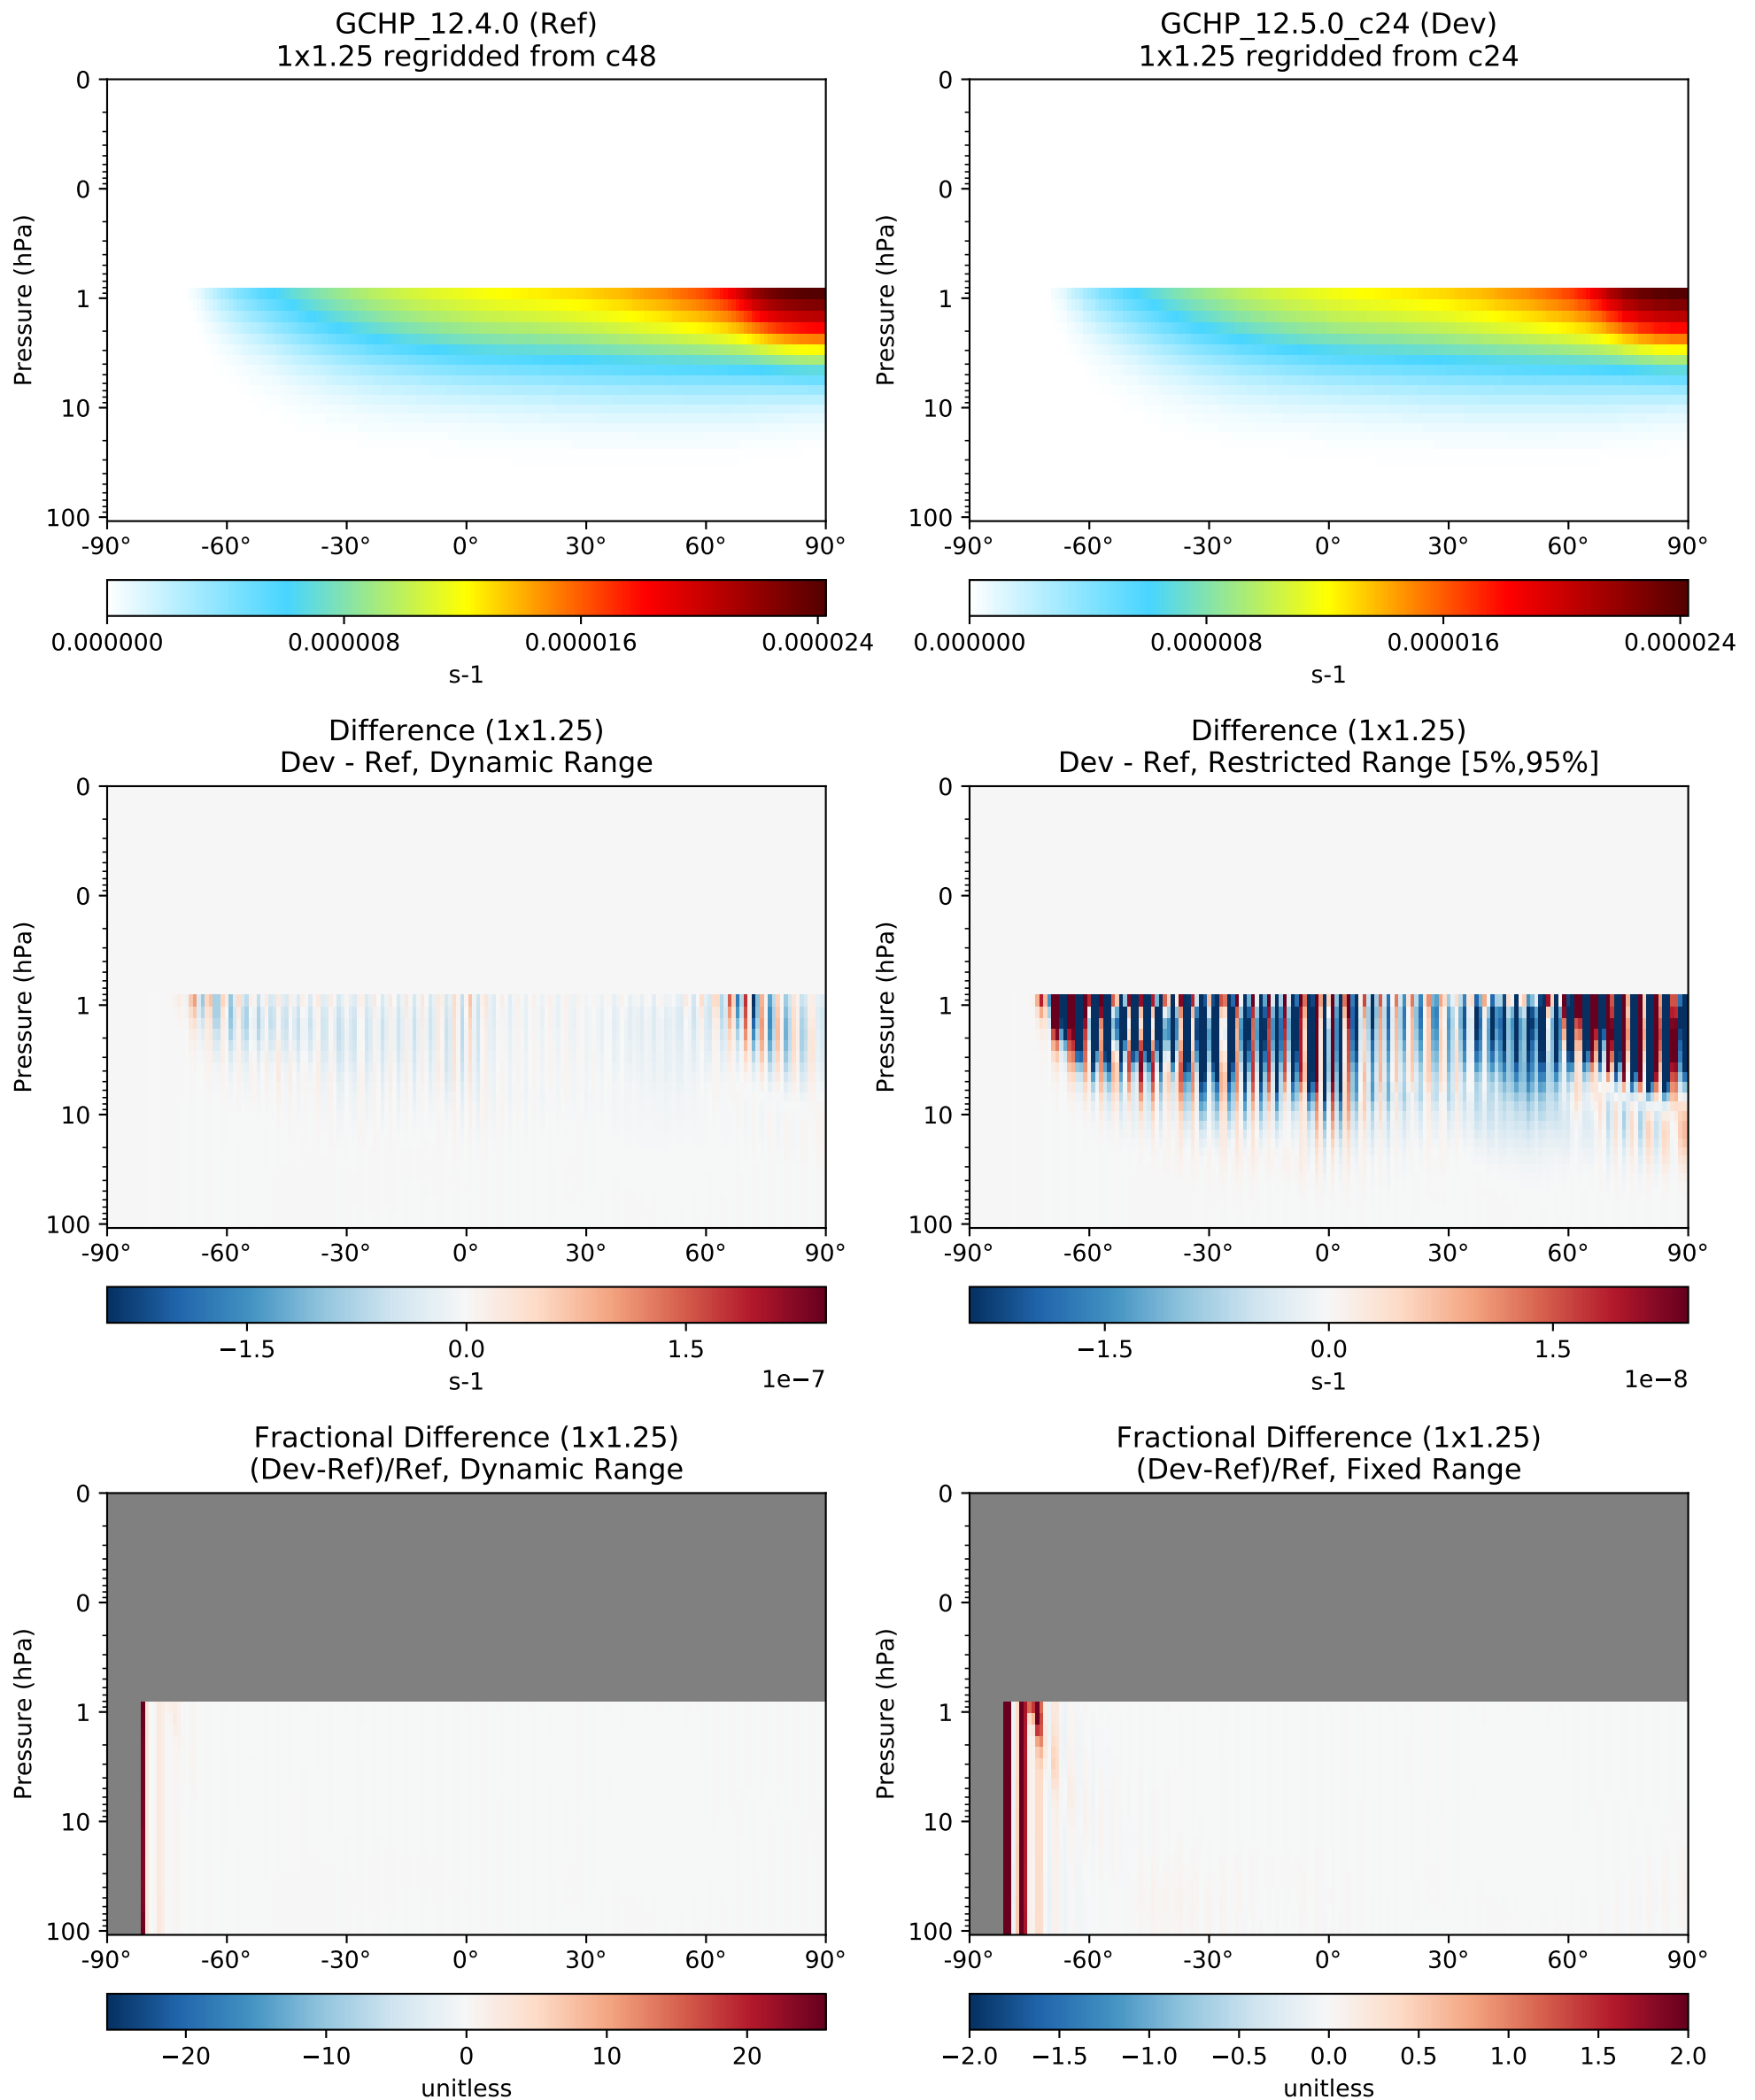 GCHP_12.4.0 (Ref)
1x1.25 regridded from c48
0
0
1
10
100
Pressure (hPa)
-90° -60° -30° 0° 30° 60° 90°
0.000000 0.000008 0.000016 0.000024
s-1
GCHP_12.5.0_c24 (Dev)
1x1.25 regridded from c24
0
0
1
10
100
Pressure (hPa)
-90° -60° -30° 0° 30° 60° 90°
0.000000 0.000008 0.000016 0.000024
s-1
Difference (1x1.25)
Dev - Ref, Dynamic Range
0
0
1
10
100
Pressure (hPa)
-90° -60° -30° 0° 30° 60° 90°
−1.5 0.0 1.5
s-1
1e−7
Difference (1x1.25)
Dev - Ref, Restricted Range [5%,95%]
0
0
1
10
100
Pressure (hPa)
-90° -60° -30° 0° 30° 60° 90°
−1.5 0.0 1.5
s-1
1e−8
Fractional Difference (1x1.25)
(Dev-Ref)/Ref, Dynamic Range
0
0
1
10
100
Pressure (hPa)
-90° -60° -30° 0° 30° 60° 90°
−20 −10 0 10 20
unitless
Fractional Difference (1x1.25)
(Dev-Ref)/Ref, Fixed Range
0
0
1
10
100
Pressure (hPa)
-90° -60° -30° 0° 30° 60° 90°
−2.0 −1.5 −1.0 −0.5 0.0 0.5 1.0 1.5 2.0
unitless